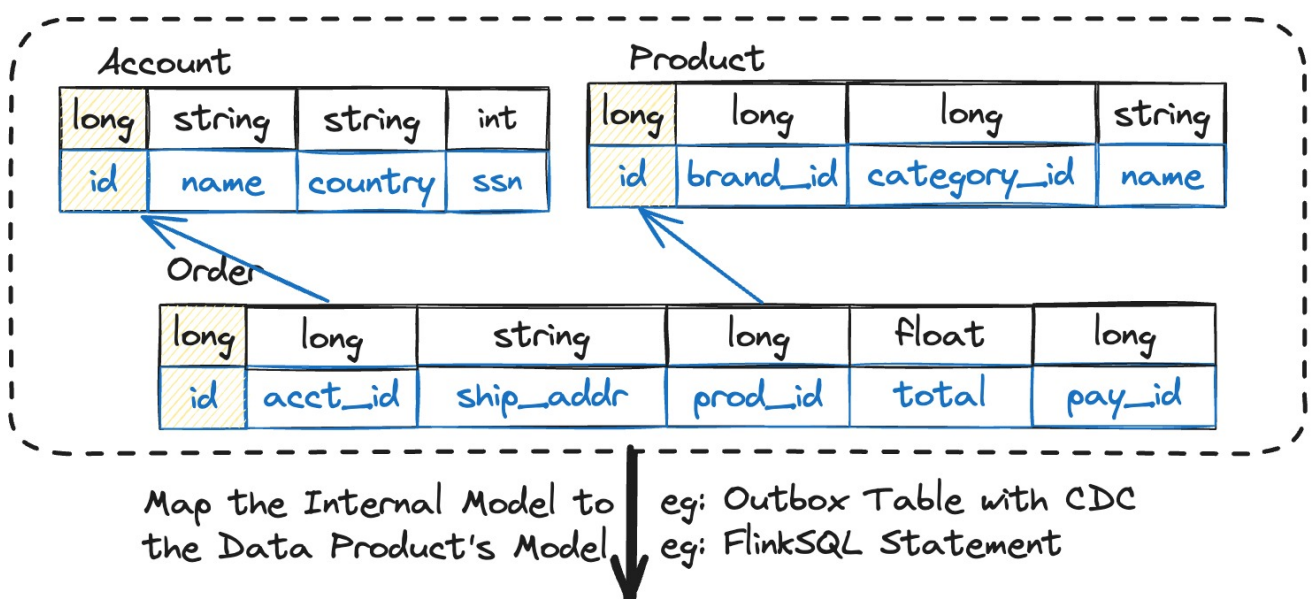 Account
long string string int
id name country ssn
Product
long long long string
id brand_id category_id name
Order
long long string long float long
id acct_id ship_addr prod_id total pay_id
Map the Internal Model to
the Data Product's Model
eg: Outbox Table with CDC
eg: FlinkSQL Statement